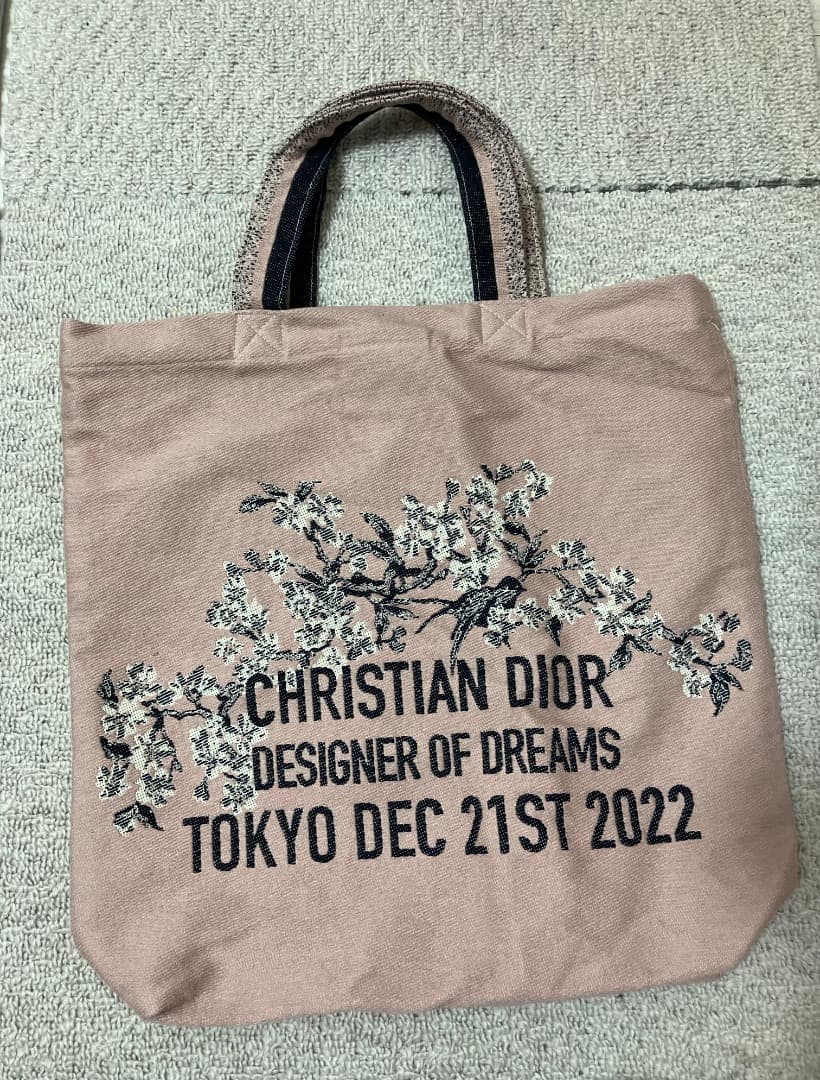 CHRISTIAN DIOR
DESIGNER OF DREAMS
TOKYO DEC 21ST 2022